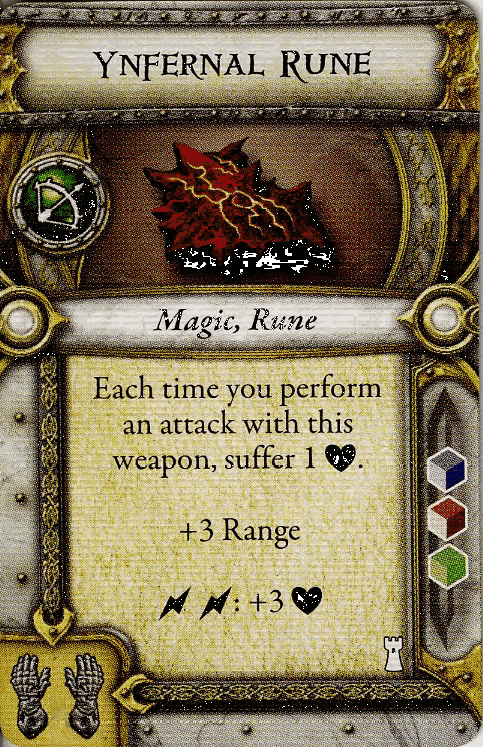 Ynfernal Rune
Magic, Rune
Each time you perform
an attack with this
weapon, suffer 1 ♥.
+3 Range
: +3 ♥